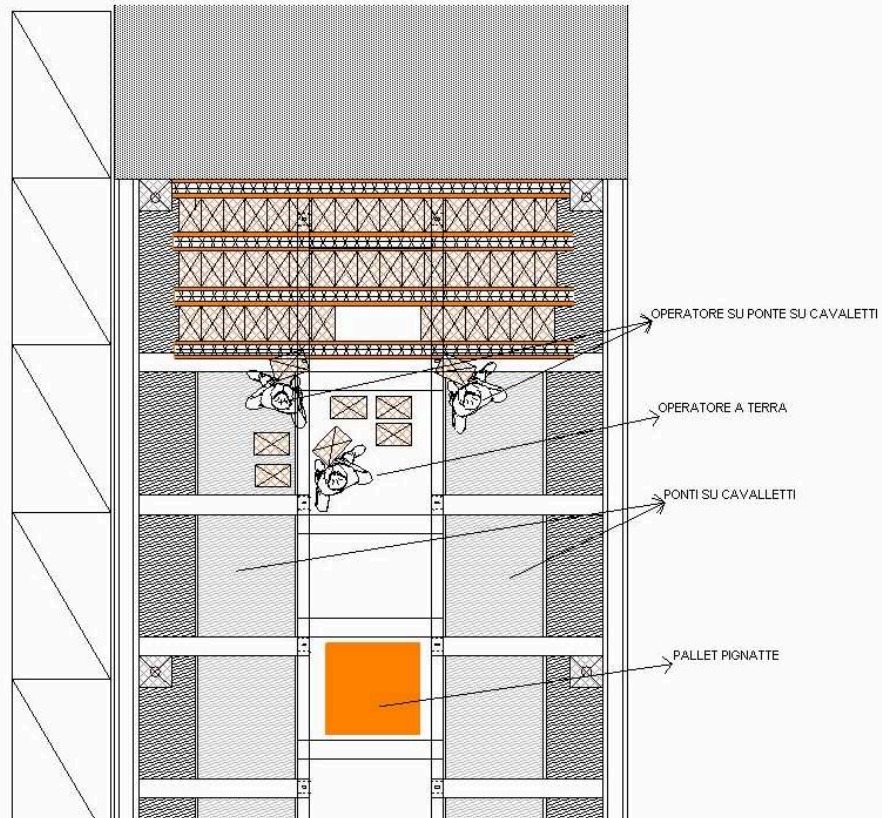 OPERATORE SU PONTE SU CAVALETTI
OPERATORE A TERRA
PONTI SU CAVALLETTI
PALLET PIGNATTE